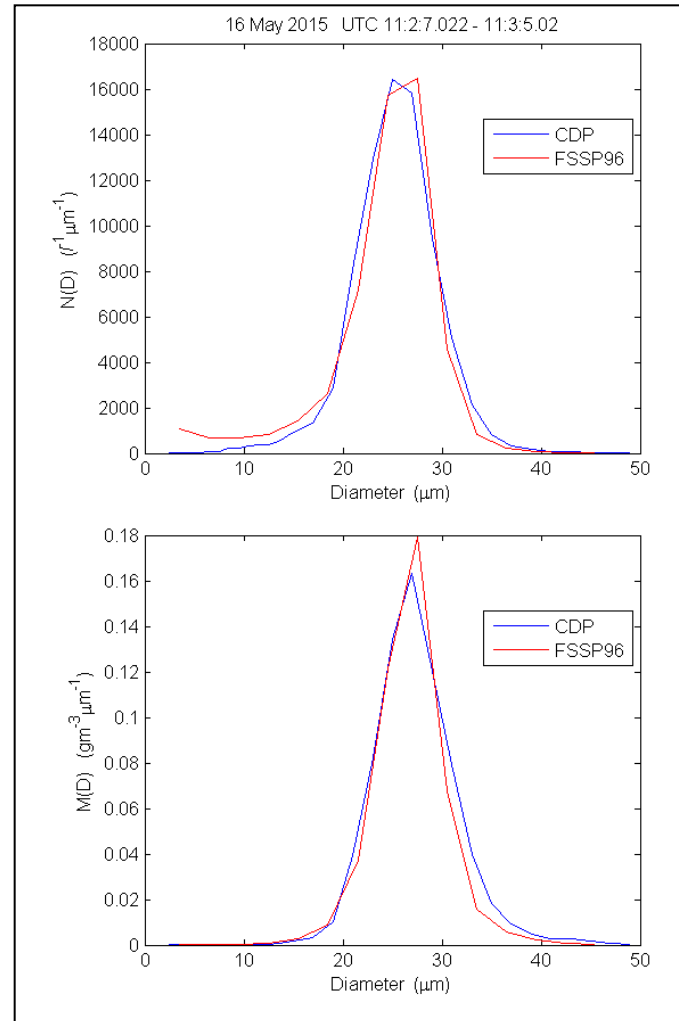 16 May 2015 UTC 11:2:7.022 - 11:3:5.02
18000
16000
14000
12000
10000
8000
6000
4000
2000
0
N(D) (l⁻¹μm⁻¹)
CDP
FSSP96
0 10 20 30 40 50
Diameter (μm)
0.18
0.16
0.14
0.12
0.1
0.08
0.06
0.04
0.02
0
M(D) (gm⁻³μm⁻¹)
CDP
FSSP96
0 10 20 30 40 50
Diameter (μm)